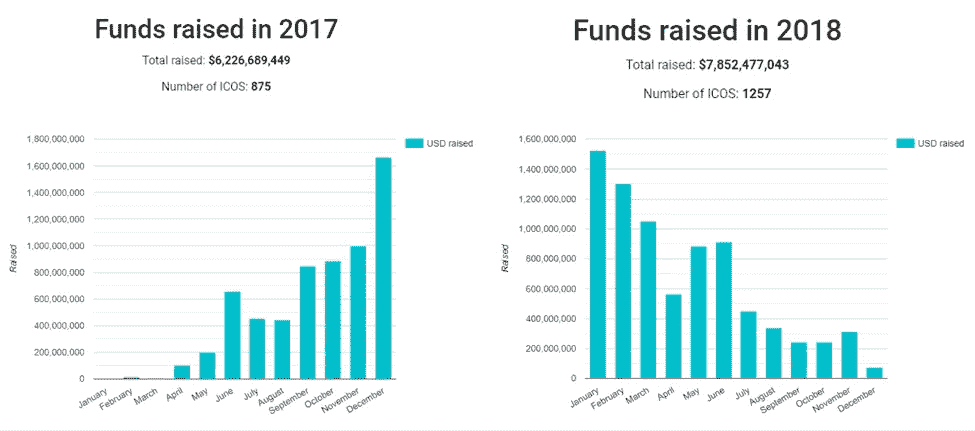 Funds raised in 2017
Total raised: $6,226,689,449
Number of ICOS: 875
1,800,000,000
1,600,000,000
1,400,000,000
1,200,000,000
1,000,000,000
800,000,000
600,000,000
400,000,000
200,000,000
0
Raised
USD raised
January
February
March
April
May
June
July
August
September
October
November
December
Funds raised in 2018
Total raised: $7,852,477,043
Number of ICOS: 1257
1,600,000,000
1,400,000,000
1,200,000,000
1,000,000,000
800,000,000
600,000,000
400,000,000
200,000,000
0
Raised
USD raised
January
February
March
April
May
June
July
August
September
October
November
December